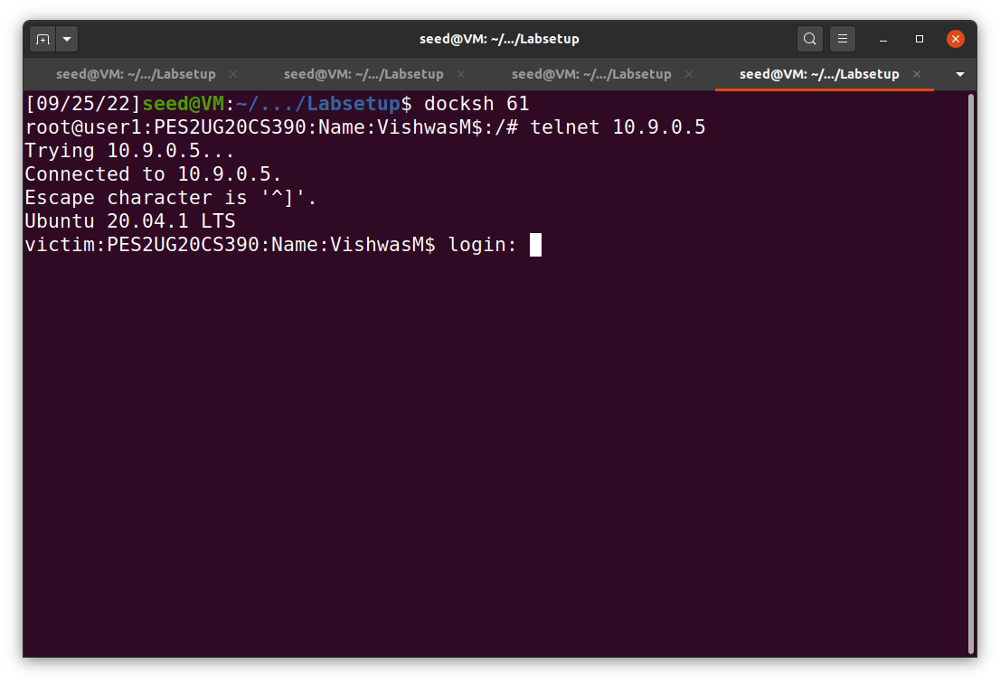 seed@VM: ~/.../Labsetup
seed@VM: ~/.../Labsetup × seed@VM: ~/.../Labsetup × seed@VM: ~/.../Labsetup × seed@VM: ~/.../Labsetup ×
[09/25/22]seed@VM:~/.../Labsetup$ docksh 61
root@user1:PES2UG20CS390:Name:VishwasM$:/# telnet 10.9.0.5
Trying 10.9.0.5...
Connected to 10.9.0.5.
Escape character is '^]'.
Ubuntu 20.04.1 LTS
victim:PES2UG20CS390:Name:VishwasM$ login: